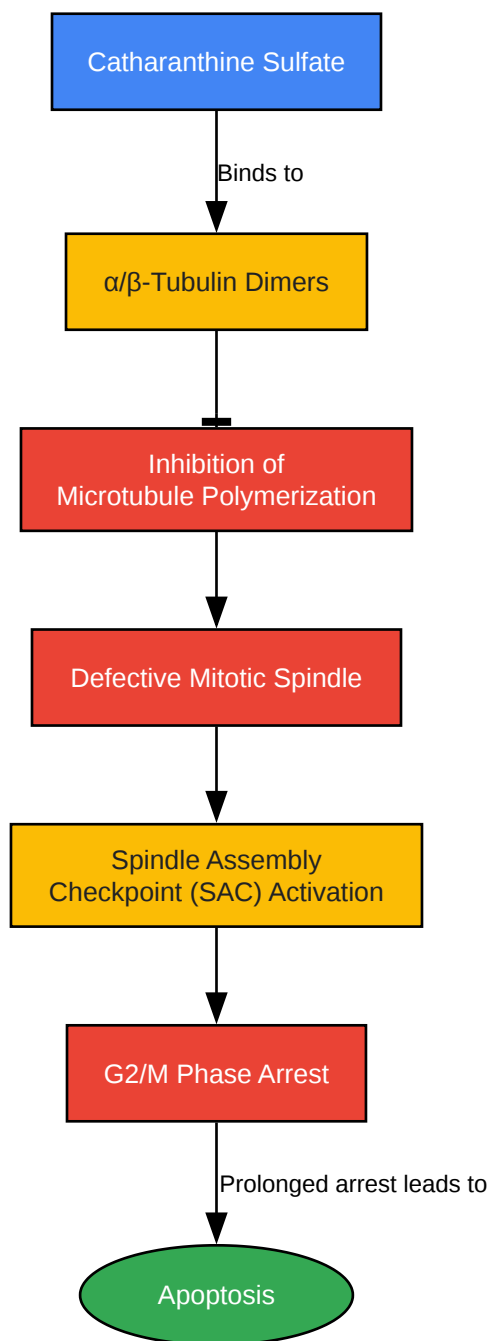 Catharanthine Sulfate
Binds to
α/β-Tubulin Dimers
Inhibition of
Microtubule Polymerization
Defective Mitotic Spindle
Spindle Assembly
Checkpoint (SAC) Activation
G2/M Phase Arrest
Prolonged arrest leads to
Apoptosis